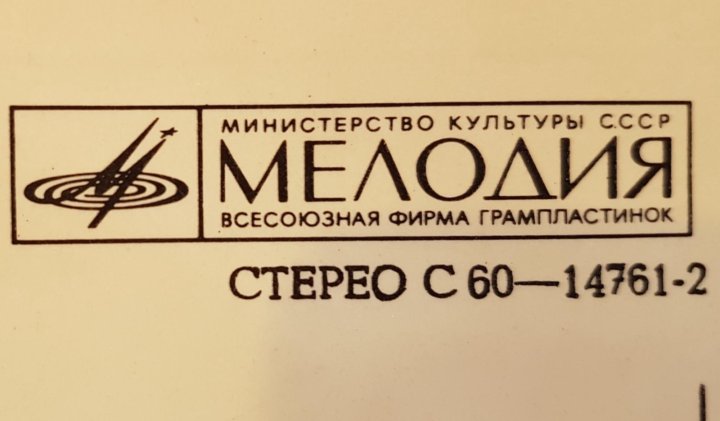 МИНИСТЕРСТВО КУЛЬТУРЫ СССР
МЕЛОДИЯ
ВСЕСОЮЗНАЯ ФИРМА ГРАМПЛАСТИНОК
СТЕРЕО С 60—14761-2